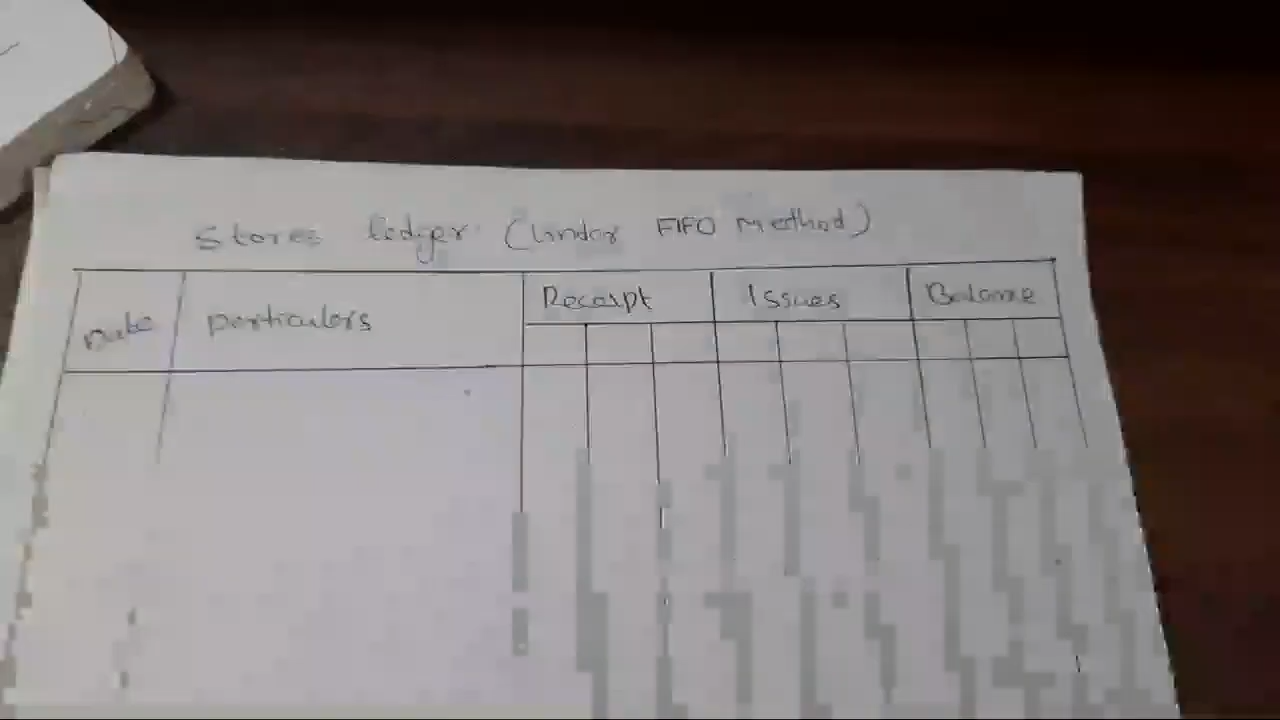 Stores ledger (Under FIFO method)
Date particulars Receipt Issues Balance